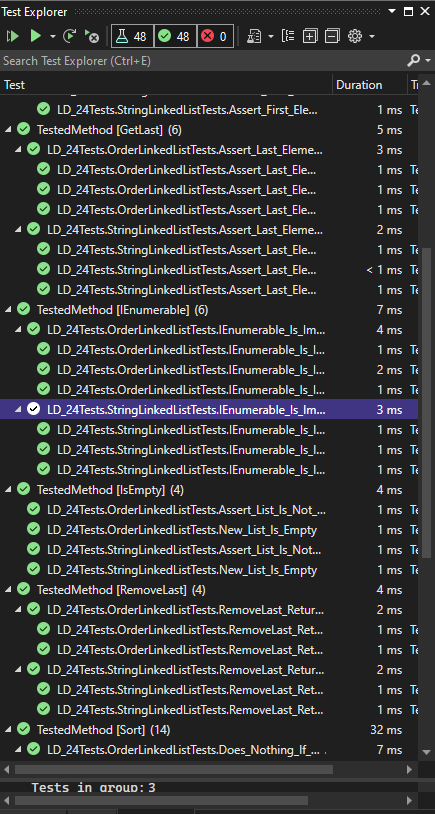 Test Explorer
48 48 0
Search Test Explorer (Ctrl+E)
Test Duration Tr
LD_24Tests.StringLinkedListTests.Assert_First_Ele... 1 ms Te
TestedMethod [GetLast] (6) 5 ms
LD_24Tests.OrderLinkedListTests.Assert_Last_Eleme... 3 ms
LD_24Tests.OrderLinkedListTests.Assert_Last_Ele... 1 ms Te
LD_24Tests.OrderLinkedListTests.Assert_Last_Ele... 1 ms Te
LD_24Tests.OrderLinkedListTests.Assert_Last_Ele... 1 ms Te
LD_24Tests.StringLinkedListTests.Assert_Last_Eleme... 2 ms
LD_24Tests.StringLinkedListTests.Assert_Last_Ele... 1 ms Te
LD_24Tests.StringLinkedListTests.Assert_Last_Ele... < 1 ms Te
LD_24Tests.StringLinkedListTests.Assert_Last_Ele... 1 ms Te
TestedMethod [IEnumerable] (6) 7 ms
LD_24Tests.OrderLinkedListTests.IEnumerable_Is_Im... 4 ms
LD_24Tests.OrderLinkedListTests.IEnumerable_Is_I... 1 ms Te
LD_24Tests.OrderLinkedListTests.IEnumerable_Is_I... 2 ms Te
LD_24Tests.OrderLinkedListTests.IEnumerable_Is_I... 1 ms Te
LD_24Tests.StringLinkedListTests.IEnumerable_Is_Im... 3 ms
LD_24Tests.StringLinkedListTests.IEnumerable_Is_I... 1 ms Te
LD_24Tests.StringLinkedListTests.IEnumerable_Is_I... 1 ms Te
LD_24Tests.StringLinkedListTests.IEnumerable_Is_I... 1 ms Te
TestedMethod [IsEmpty] (4) 4 ms
LD_24Tests.OrderLinkedListTests.Assert_List_Is_Not_... 1 ms Te
LD_24Tests.OrderLinkedListTests.New_List_Is_Empty 1 ms Te
LD_24Tests.StringLinkedListTests.Assert_List_Is_Not... 1 ms Te
LD_24Tests.StringLinkedListTests.New_List_Is_Empty 1 ms Te
TestedMethod [RemoveLast] (4) 4 ms
LD_24Tests.OrderLinkedListTests.RemoveLast_Retur... 2 ms
LD_24Tests.OrderLinkedListTests.RemoveLast_Ret... 1 ms Te
LD_24Tests.OrderLinkedListTests.RemoveLast_Ret... 1 ms Te
LD_24Tests.StringLinkedListTests.RemoveLast_Retur... 2 ms
LD_24Tests.StringLinkedListTests.RemoveLast_Ret... 1 ms Te
LD_24Tests.StringLinkedListTests.RemoveLast_Ret... 1 ms Te
TestedMethod [Sort] (14) 32 ms
LD_24Tests.OrderLinkedListTests.Does_Nothing_If_... 7 ms
Tests in group: 3